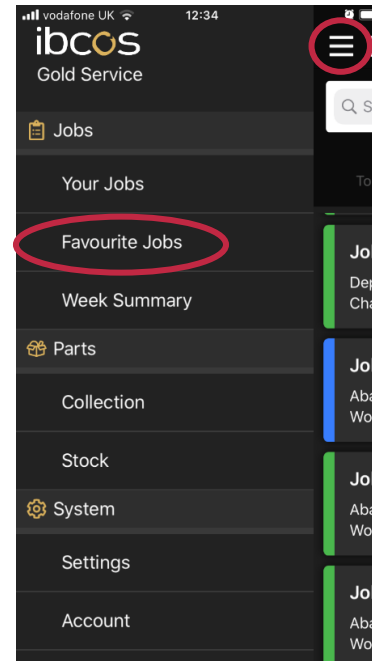 vodafone UK 12:34
ibcos
Gold Service
Jobs
Your Jobs
Favourite Jobs
Week Summary
Parts
Collection
Stock
System
Settings
Account